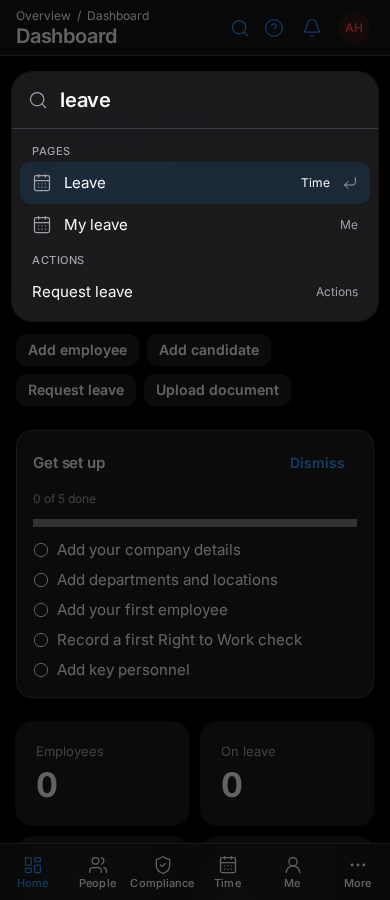 Overview / Dashboard
Dashboard
AH
leave
PAGES
Leave Time
My leave Me
ACTIONS
Request leave Actions
Add employee Add candidate
Request leave Upload document
Get set up Dismiss
0 of 5 done
Add your company details
Add departments and locations
Add your first employee
Record a first Right to Work check
Add key personnel
Employees On leave
0 0
Home People Compliance Time Me More